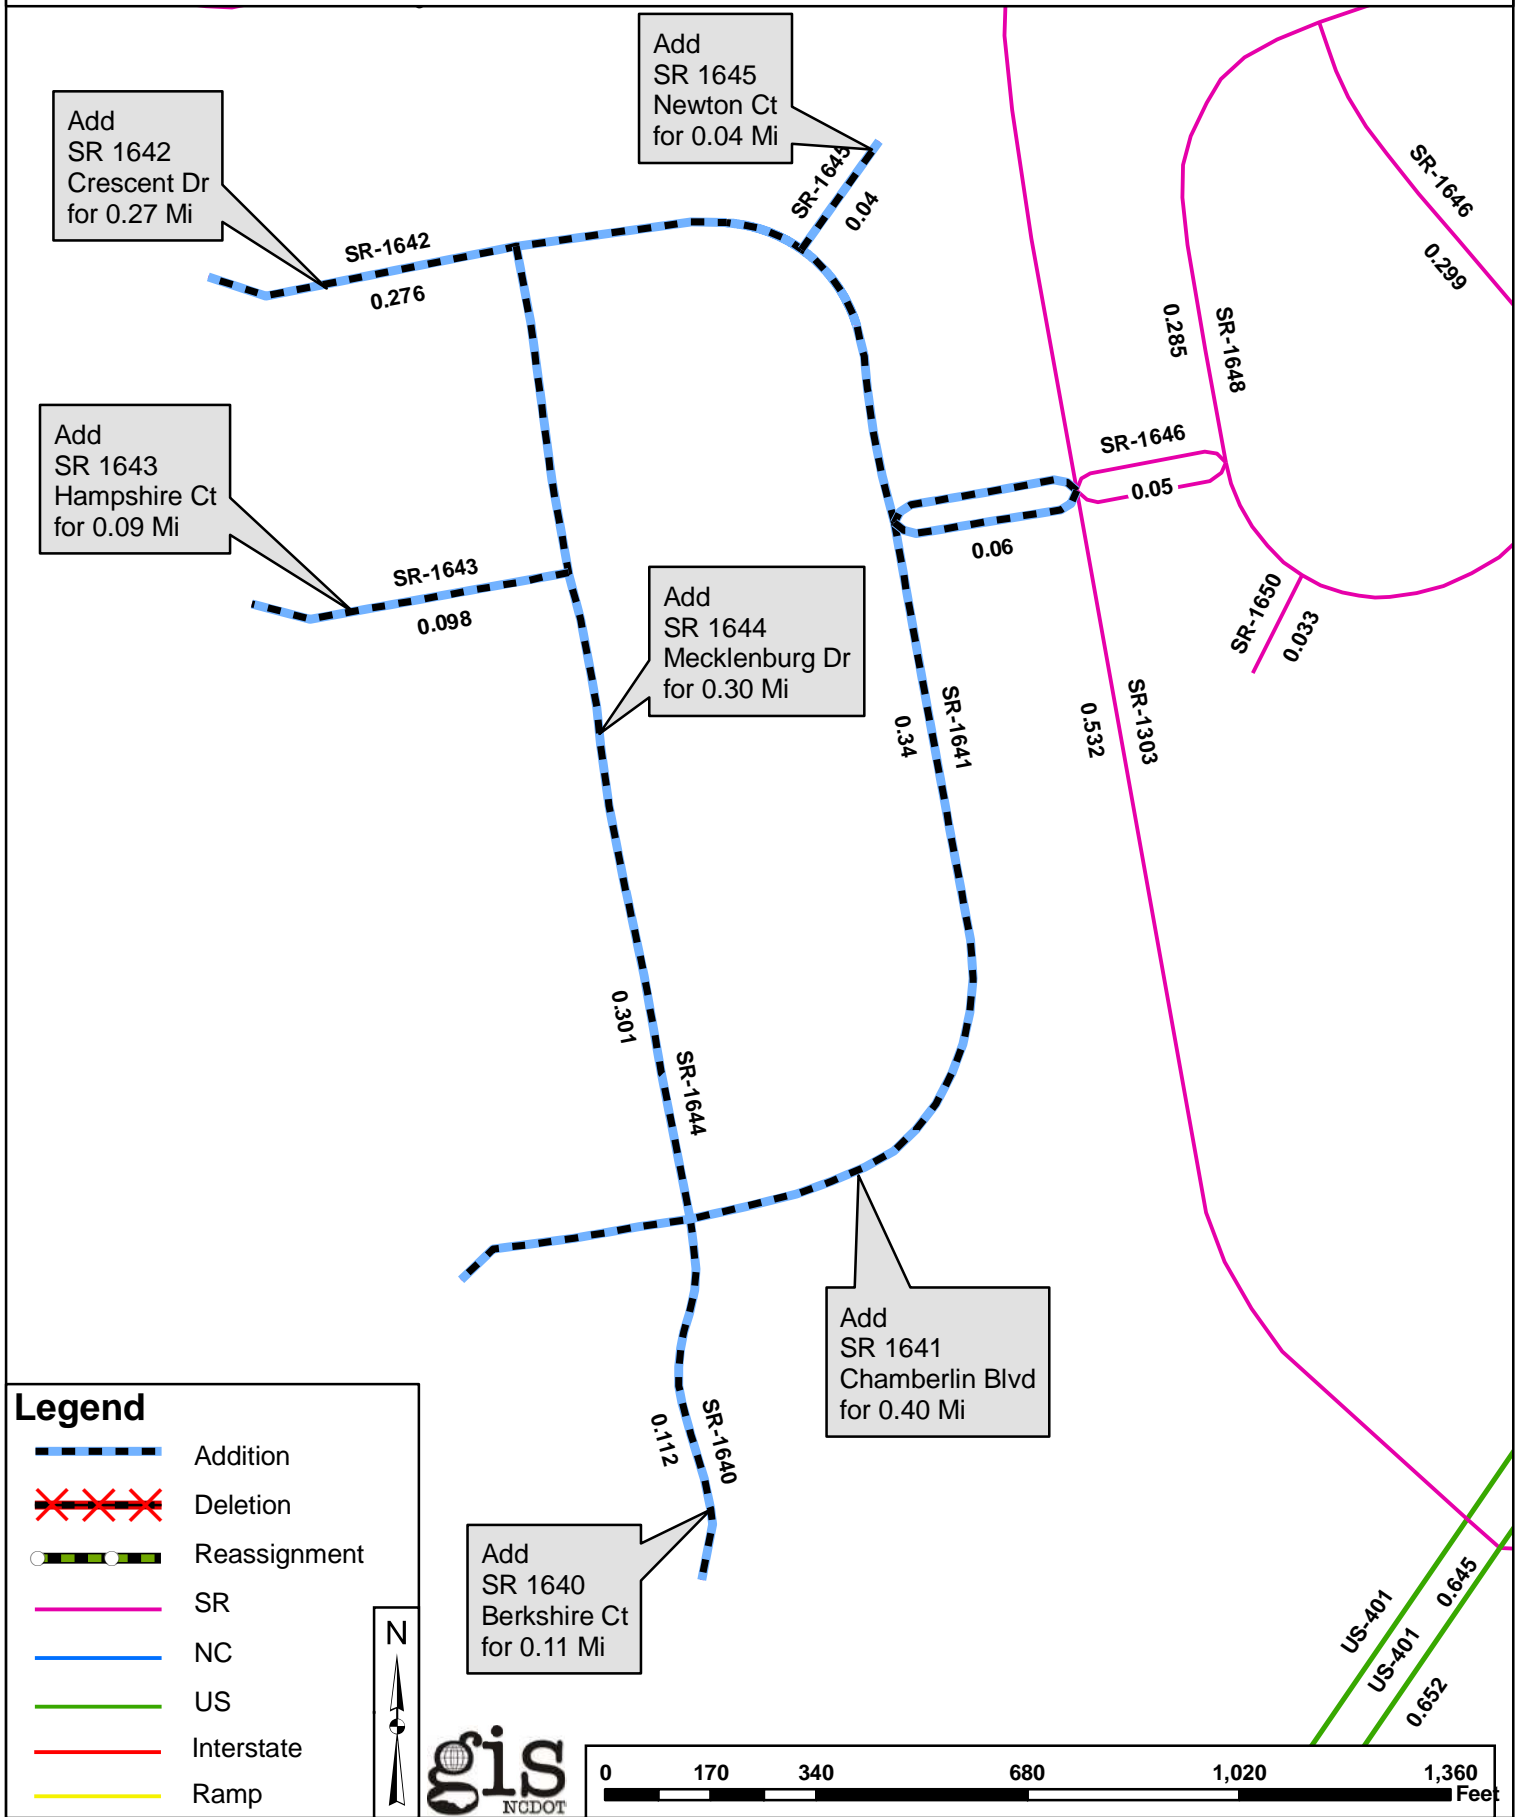 Add
SR 1645
Newton Ct
for 0.04 Mi
Add
SR 1642
Crescent Dr
for 0.27 Mi
SR-1645
0.04
SR-1646
0.299
SR-1642
0.276
0.285
SR-1648
Add
SR 1643
Hampshire Ct
for 0.09 Mi
SR-1646
0.05
0.06
SR-1643
0.098
Add
SR 1644
Mecklenburg Dr
for 0.30 Mi
SR-1650
0.033
SR-1641
0.34
SR-1303
0.532
0.301
SR-1644
Add
SR 1641
Chamberlin Blvd
for 0.40 Mi
SR-1640
0.112
Add
SR 1640
Berkshire Ct
for 0.11 Mi
US-401
0.645
US-401
0.652
Legend
Addition
Deletion
Reassignment
SR
NC
US
Interstate
Ramp
N
gis
NCDOT
0 170 340 680 1,020 1,360
Feet